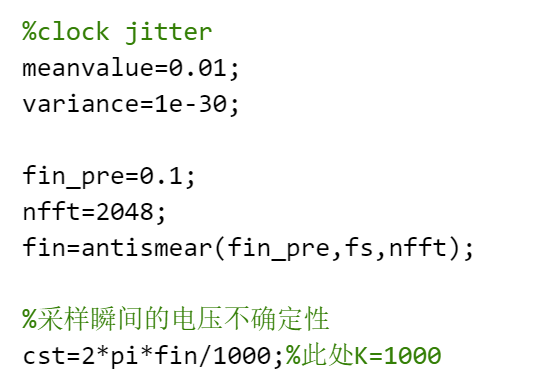 %clock jitter
meanvalue=0.01;
variance=1e-30;
fin_pre=0.1;
nfft=2048;
fin=antismear(fin_pre,fs,nfft);
%采样瞬间的电压不确定性
cst=2*pi*fin/1000;%此处K=1000